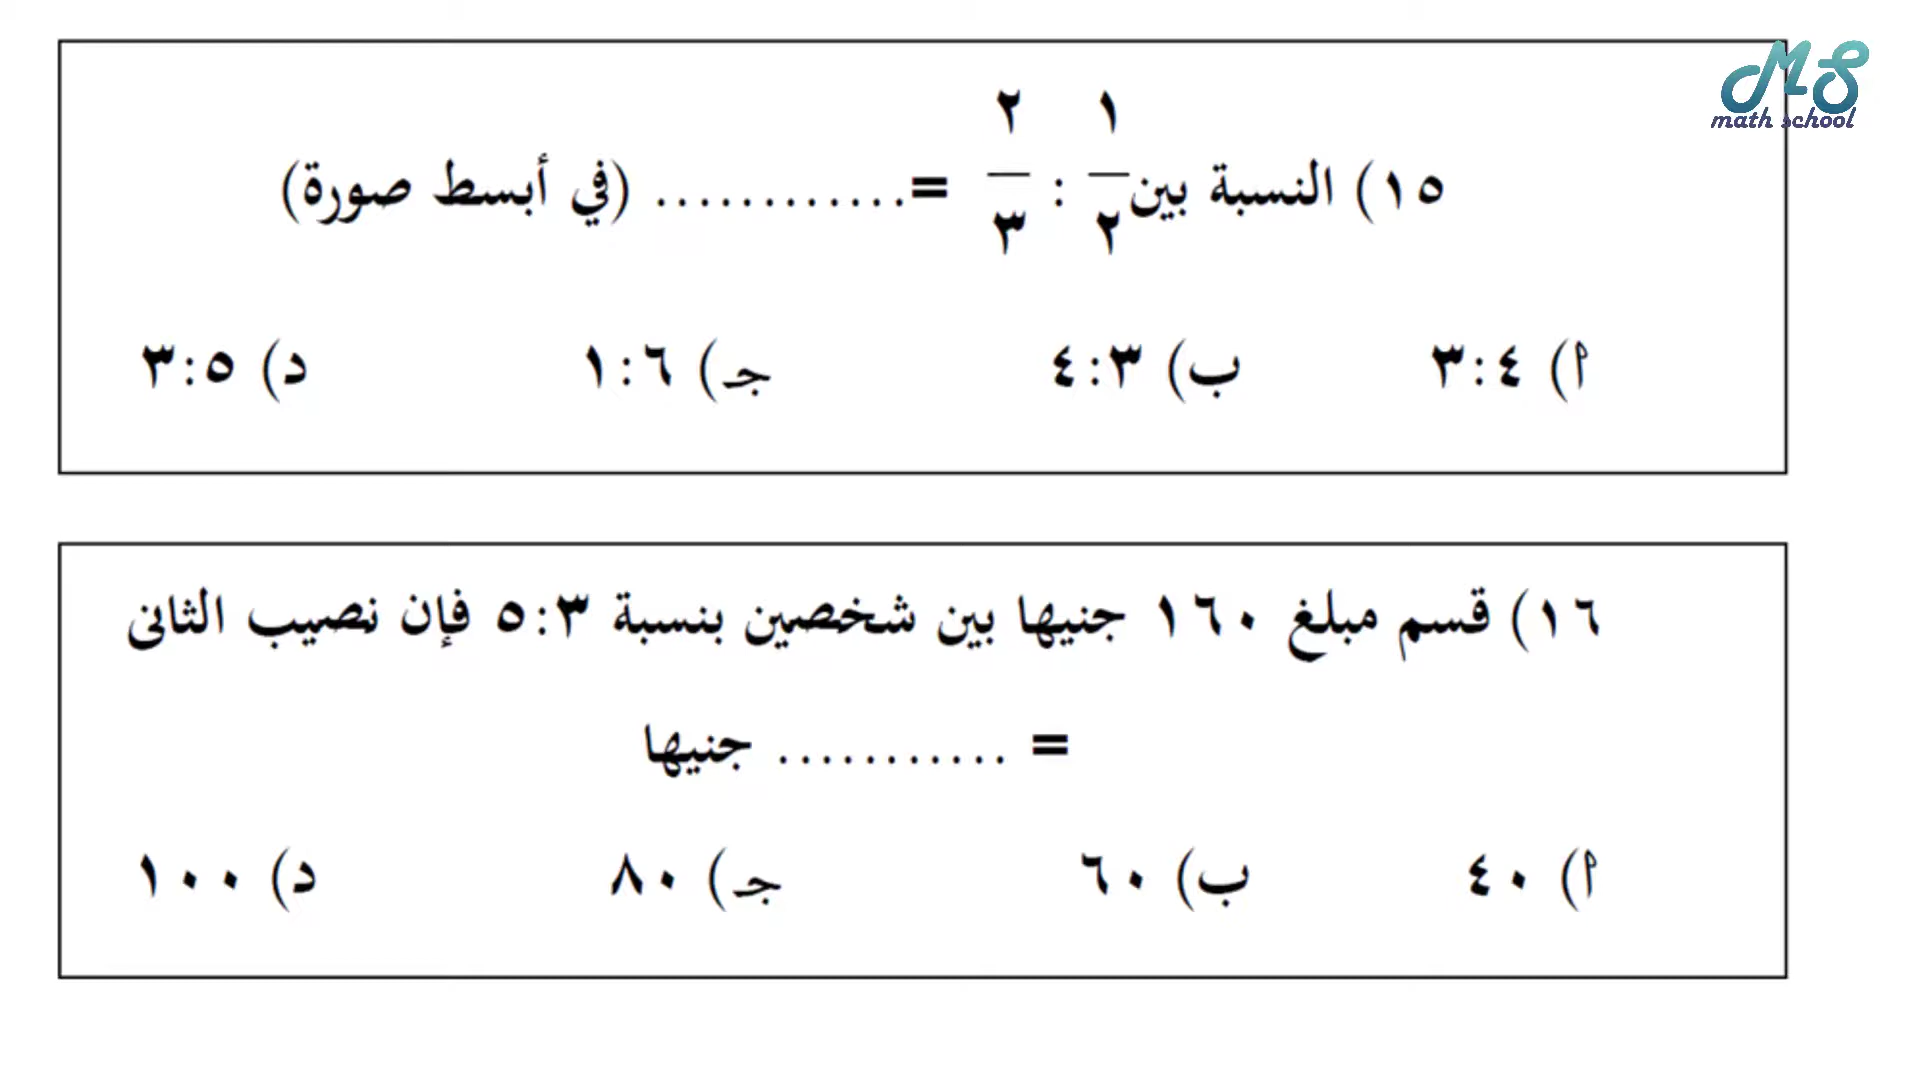 MS
math school
١٥) النسبة بين ١/٢ : ٢/٣ =............ (في أبسط صورة)
أ) ٣:٤ ب) ٤:٣ جـ) ١:٦ د) ٣:٥
١٦) قسم مبلغ ١٦٠ جنيها بين شخصين بنسبة ٥:٣ فإن نصيب الثانى
= ........... جنيها
أ) ٤٠ ب) ٦٠ جـ) ٨٠ د) ١٠٠